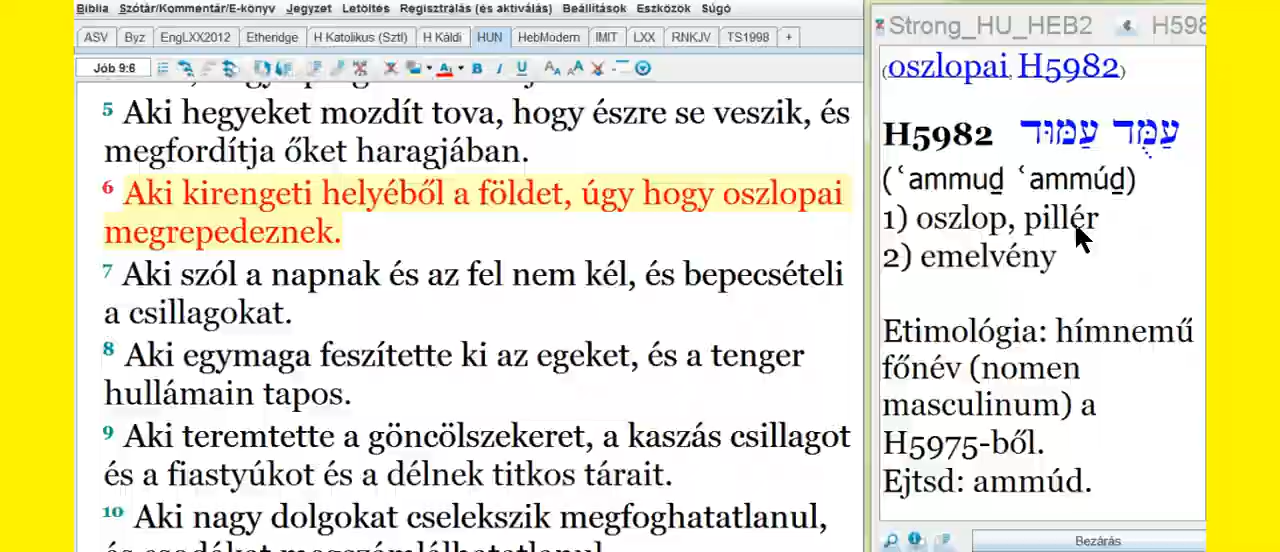 Bíblia Szótár/Kommentár/E-könyv Jegyzet Letöltés Regisztrálás (és aktiválás) Beállítások Eszközök Súgó
ASV Byz EngLXX2012 Etheridge H Katolikus (Sztl) H Káldi HUN HebModern IMIT LXX RNKJV TS1998 +
Jób 9:6
5 Aki hegyeket mozdít tova, hogy észre se veszik, és
megfordítja őket haragjában.
6 Aki kirengeti helyéből a földet, úgy hogy oszlopai
megrepedeznek.
7 Aki szól a napnak és az fel nem kél, és bepecsételi
a csillagokat.
8 Aki egymaga feszítette ki az egeket, és a tenger
hullámain tapos.
9 Aki teremtette a göncölszekeret, a kaszás csillagot
és a fiastyúkot és a délnek titkos tárait.
10 Aki nagy dolgokat cselekszik megfoghatatlanul,
Strong_HU_HEB2 H598
(oszlopai, H5982)
H5982 עַמֻּד עַמּוּד
(ʿammuḏ ʿammúḏ)
1) oszlop, pillér
2) emelvény
Etimológia: hímnemű
főnév (nomen
masculinum) a
H5975-ből.
Ejtsd: ammúd.
Bezárás